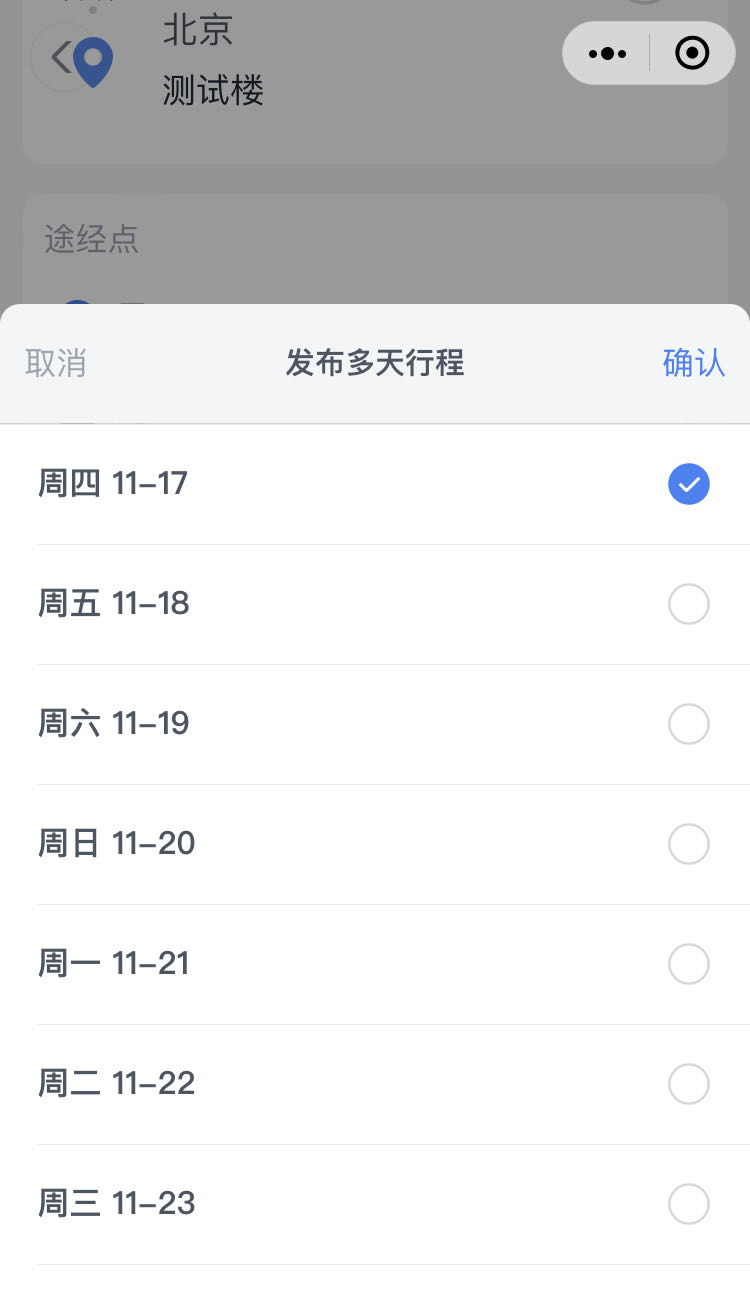 北京
测试楼
途经点
取消
发布多天行程
确认
周四 11-17
周五 11-18
周六 11-19
周日 11-20
周一 11-21
周二 11-22
周三 11-23